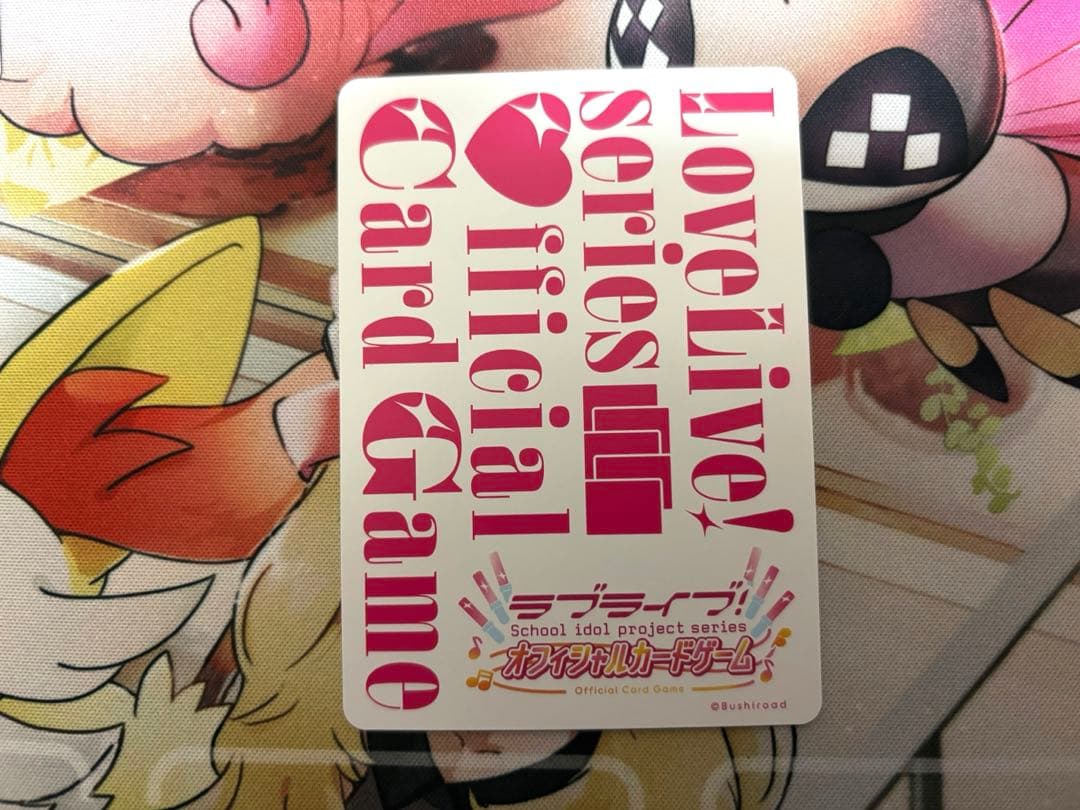 LoveLive!
series
Official
Card Game
ラブライブ!
School idol project series
オフィシャルカードゲーム
Official Card Game
©Bushiroad